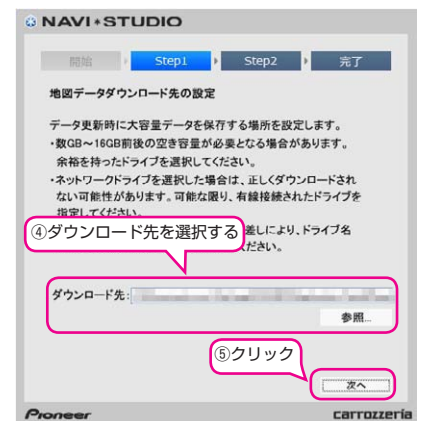 NAVI*STUDIO
開始
Step1
Step2
完了
地図データダウンロード先の設定
データ更新時に大容量データを保存する場所を設定します。
・数GB～16GB前後の空き容量が必要となる場合があります。
余裕を持ったドライブを選択してください。
・ネットワークドライブを選択した場合は、正しくダウンロードされ
ない可能性があります。可能な限り、有線接続されたドライブを
指定してください。
④ダウンロード先を選択する
差しにより、ドライブ名
ださい。
ダウンロード先:
参照...
⑤クリック
次へ
Pioneer
carrozzeria